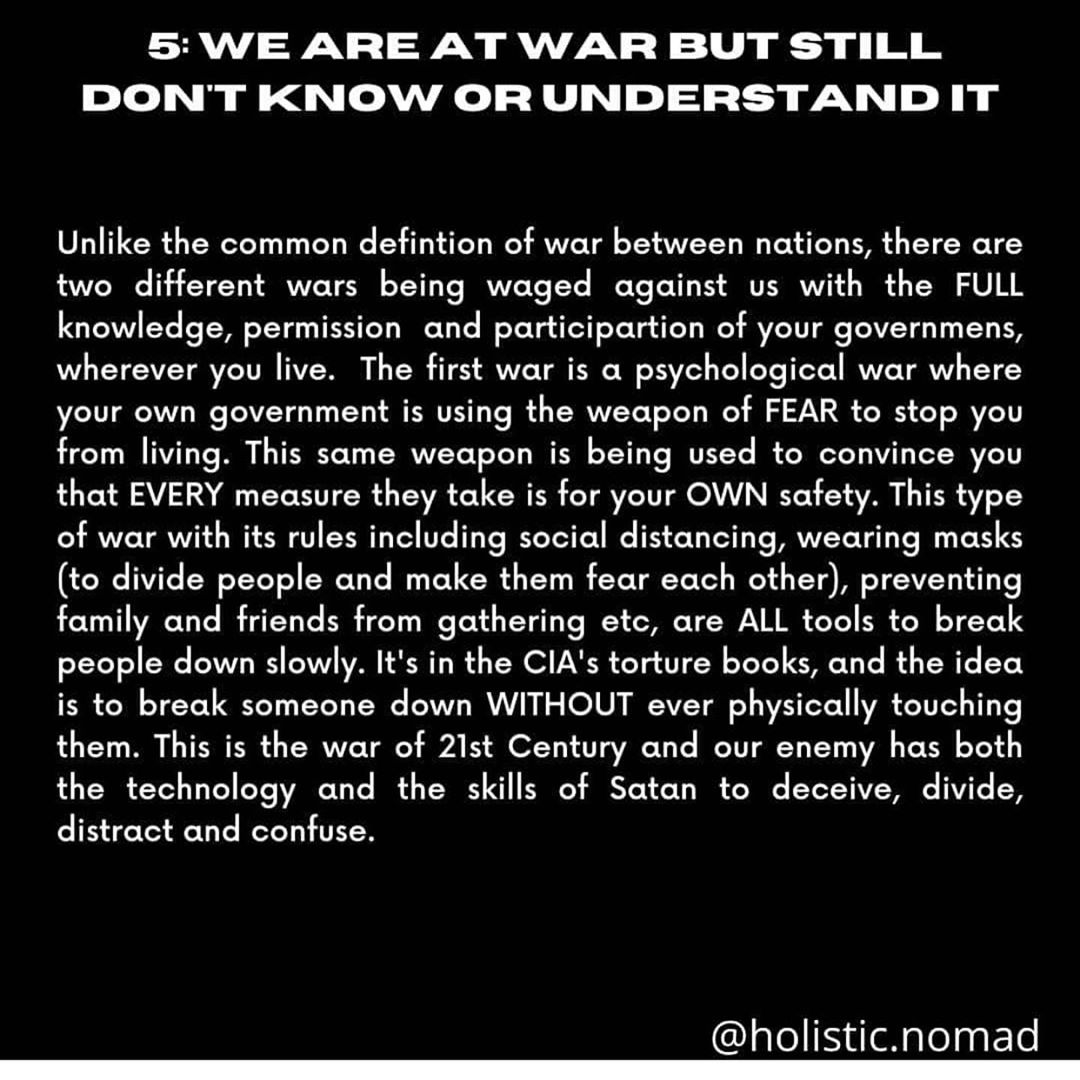 5: WE ARE AT WAR BUT STILL
DON'T KNOW OR UNDERSTAND IT
Unlike the common defintion of war between nations, there are
two different wars being waged against us with the FULL
knowledge, permission and participartion of your governmens,
wherever you live. The first war is a psychological war where
your own government is using the weapon of FEAR to stop you
from living. This same weapon is being used to convince you
that EVERY measure they take is for your OWN safety. This type
of war with its rules including social distancing, wearing masks
(to divide people and make them fear each other), preventing
family and friends from gathering etc, are ALL tools to break
people down slowly. It's in the CIA's torture books, and the idea
is to break someone down WITHOUT ever physically touching
them. This is the war of 21st Century and our enemy has both
the technology and the skills of Satan to deceive, divide,
distract and confuse.
@holistic.nomad